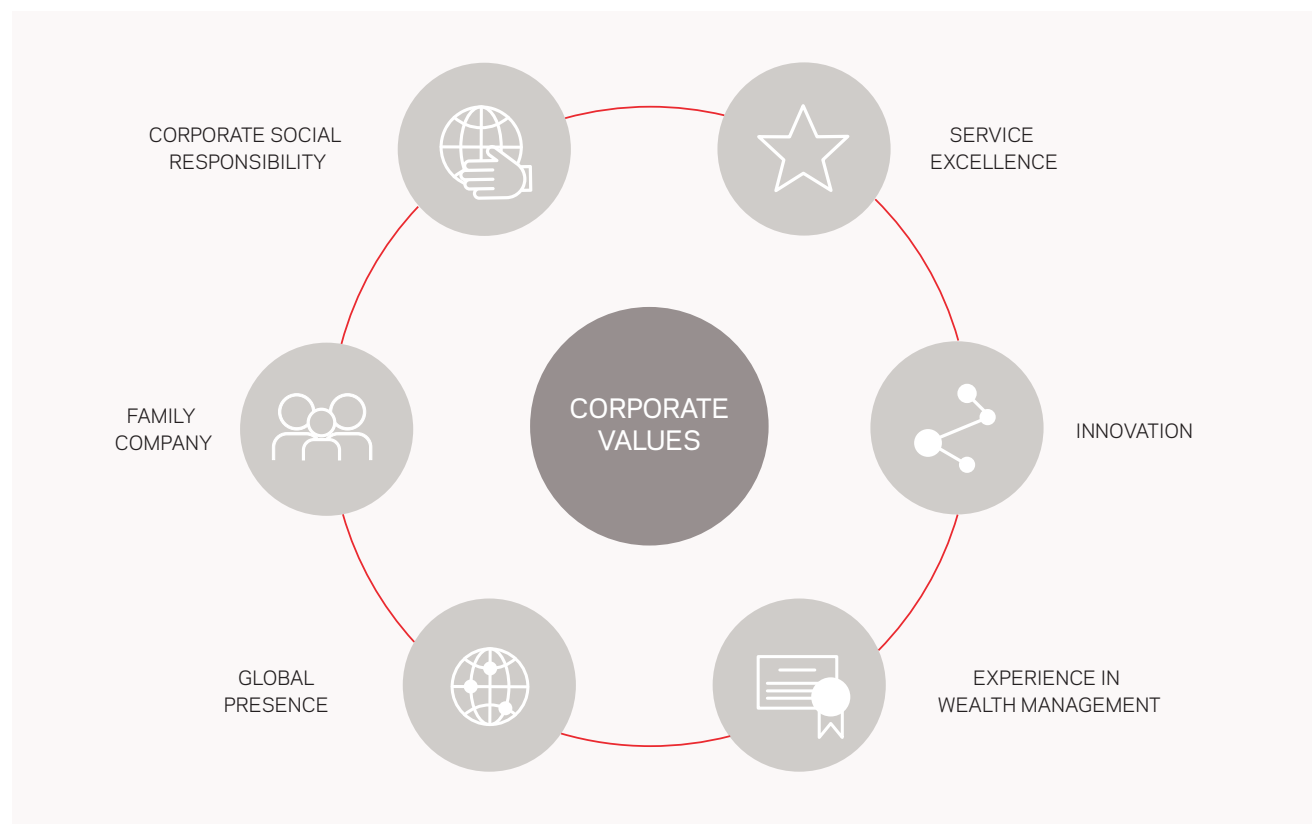 CORPORATE SOCIAL
RESPONSIBILITY
SERVICE
EXCELLENCE
FAMILY
COMPANY
CORPORATE
VALUES
INNOVATION
GLOBAL
PRESENCE
EXPERIENCE IN
WEALTH MANAGEMENT